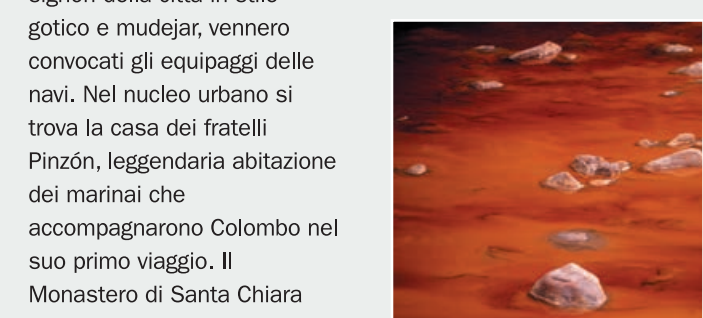 gotico e mudejar, vennero
convocati gli equipaggi delle
navi. Nel nucleo urbano si
trova la casa dei fratelli
Pinzón, leggendaria abitazione
dei marinai che
accompagnarono Colombo nel
suo primo viaggio. Il
Monastero di Santa Chiara